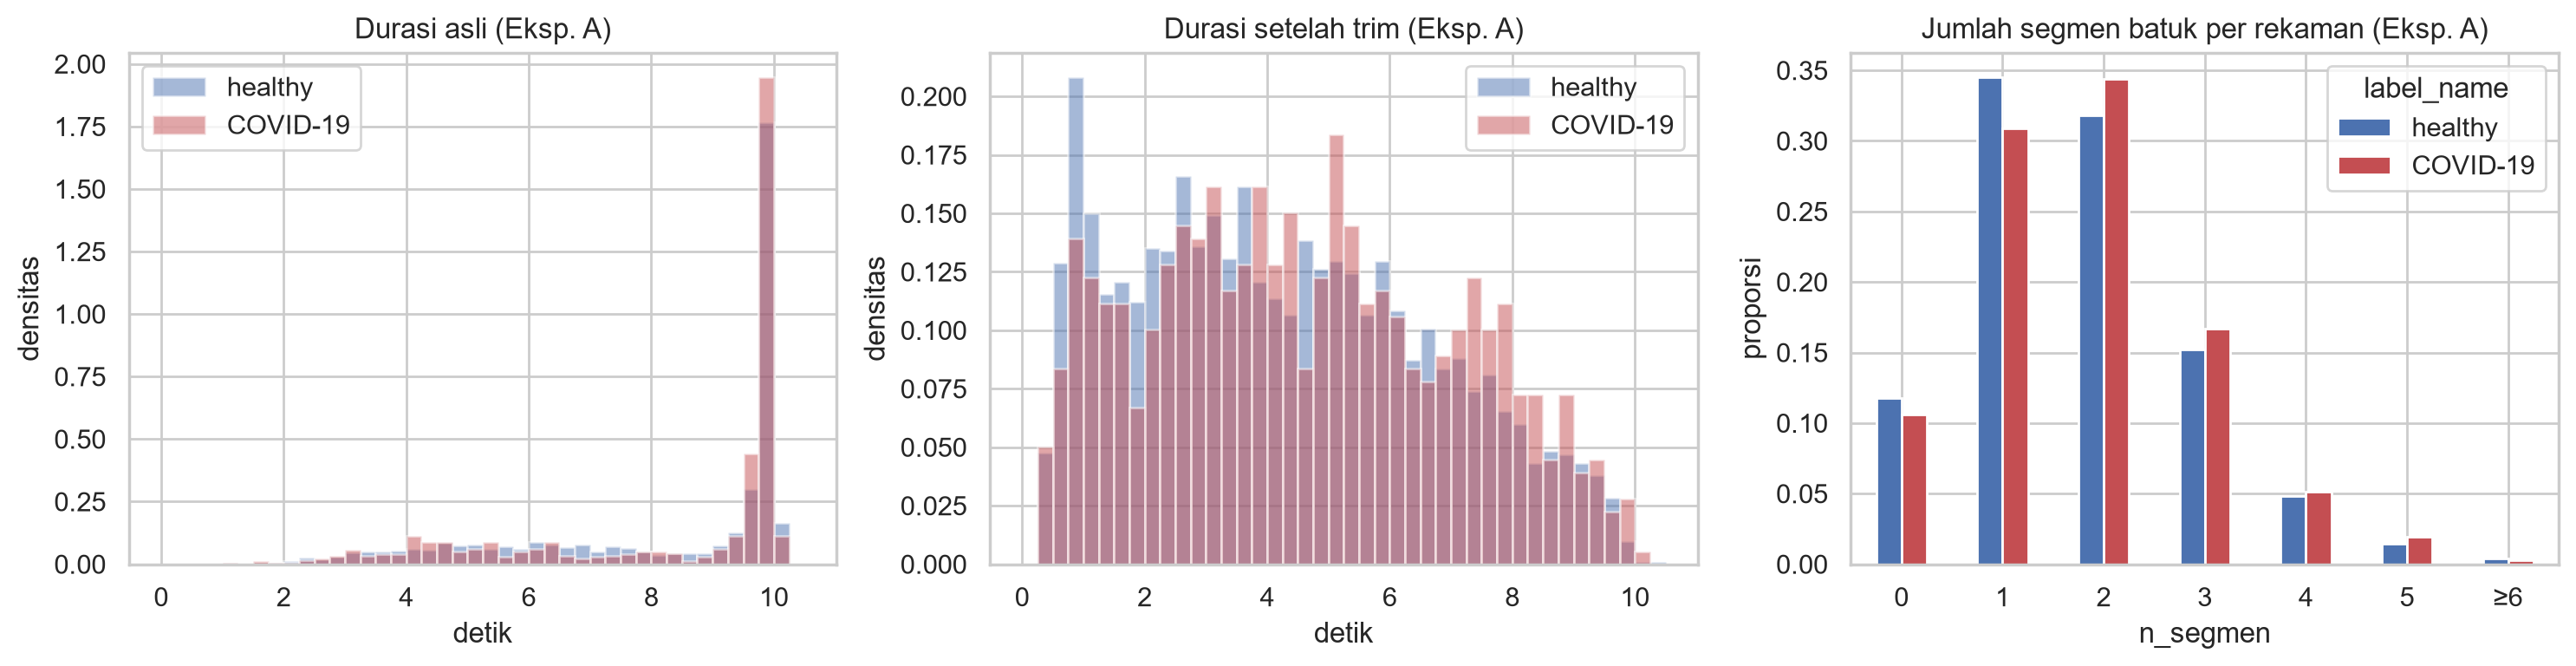 Durasi asli (Eksp. A)
healthy
COVID-19
2.00
1.75
1.50
1.25
1.00
0.75
0.50
0.25
0.00
densitas
0 2 4 6 8 10
detik
Durasi setelah trim (Eksp. A)
healthy
COVID-19
0.200
0.175
0.150
0.125
0.100
0.075
0.050
0.025
0.000
densitas
0 2 4 6 8 10
detik
Jumlah segmen batuk per rekaman (Eksp. A)
label_name
healthy
COVID-19
0.35
0.30
0.25
0.20
0.15
0.10
0.05
0.00
proporsi
0 1 2 3 4 5 ≥6
n_segmen